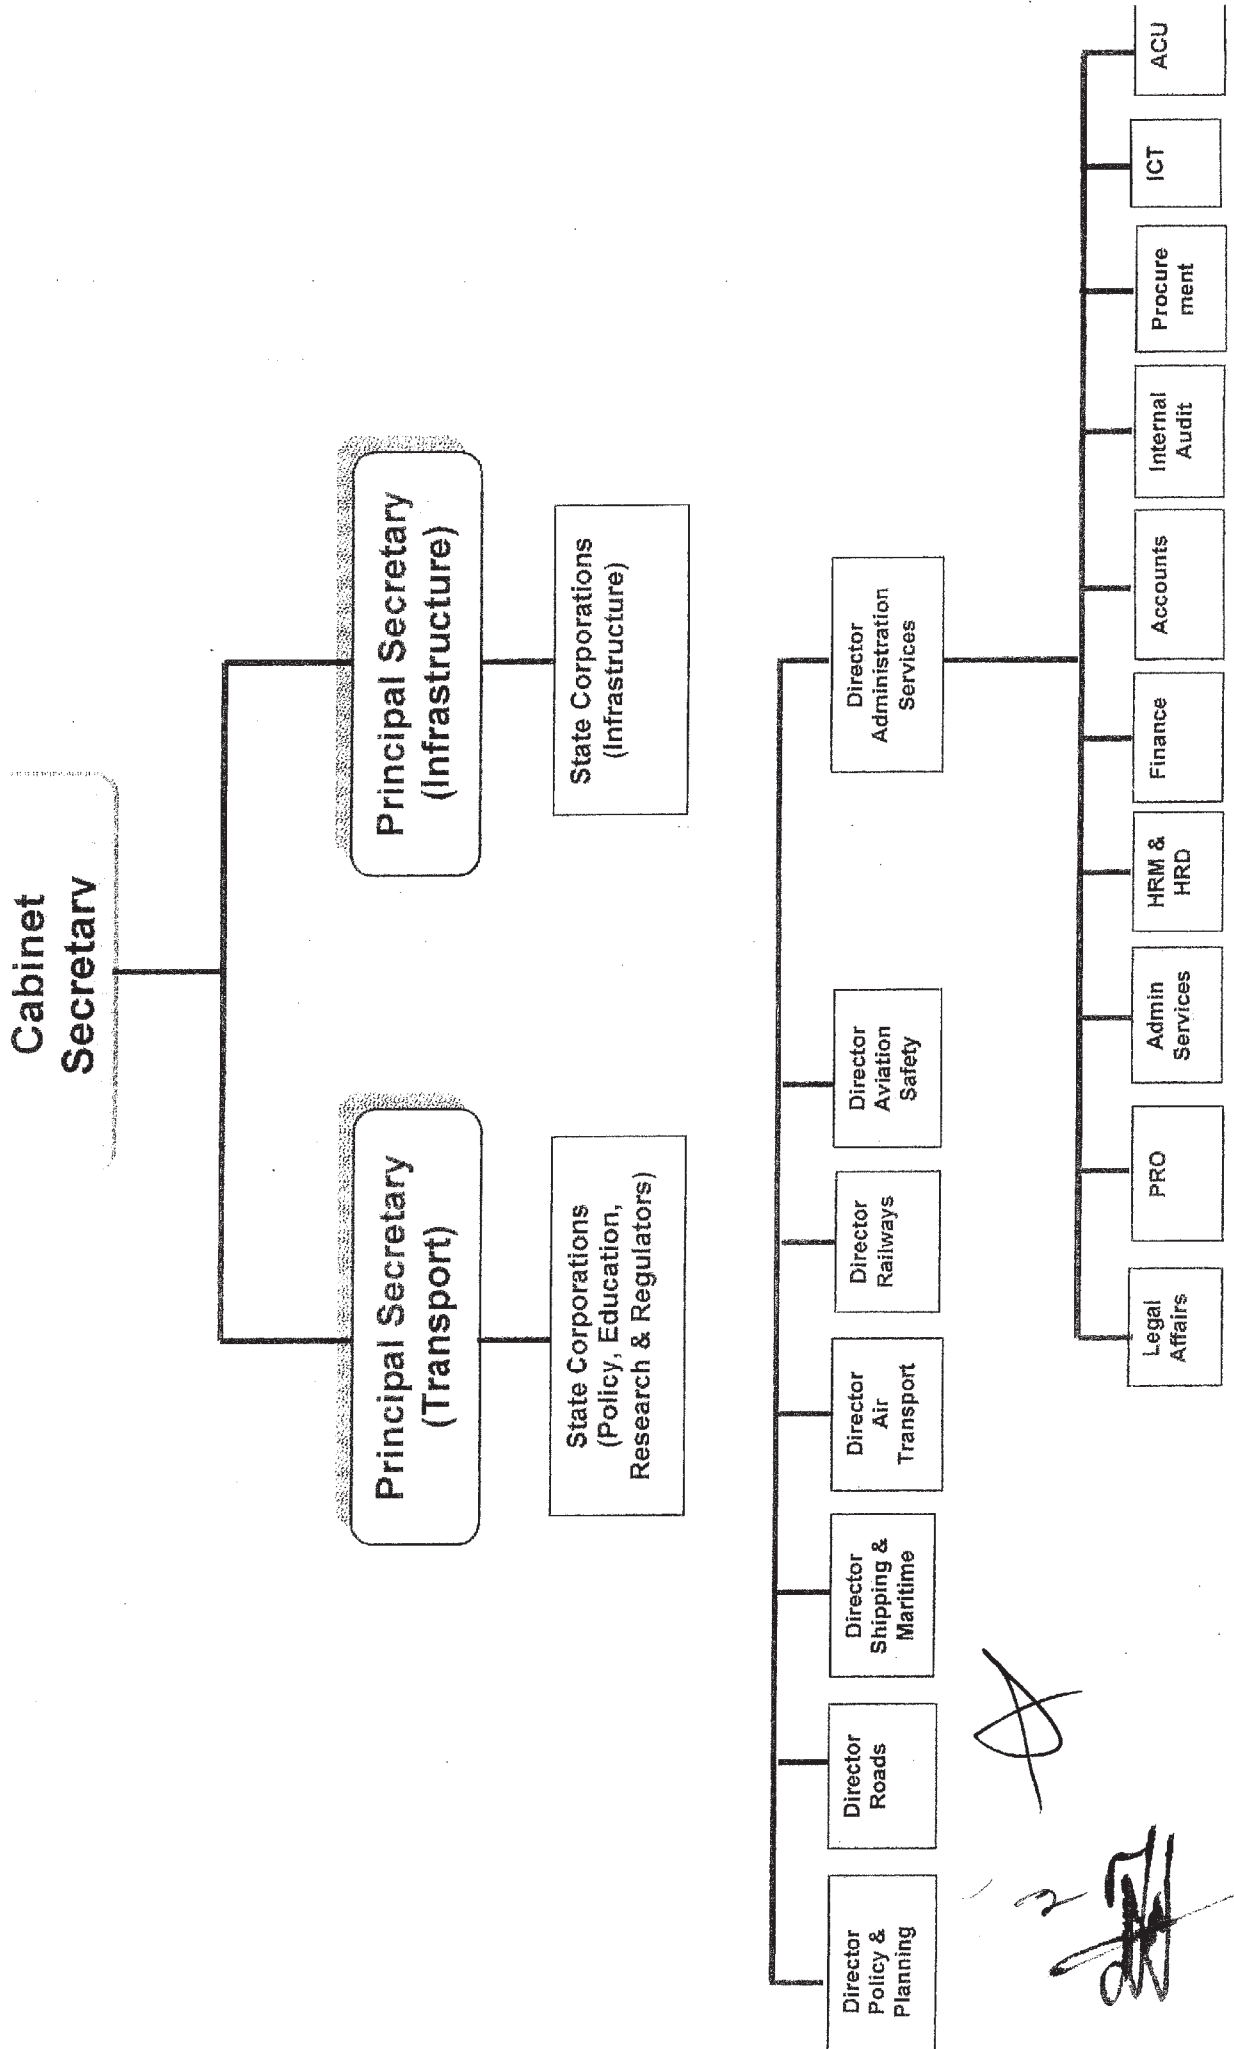 Cabinet
Secretary
Principal Secretary
(Transport)
Principal Secretary
(Infrastructure)
State Corporations
(Policy, Education,
Research & Regulators)
State Corporations
(Infrastructure)
Director
Policy &
Planning
Director
Roads
Director
Shipping &
Maritime
Director
Air
Transport
Director
Railways
Director
Aviation
Safety
Director
Administration
Services
Legal
Affairs
PRO
Admin
Services
HRM &
HRD
Finance
Accounts
Internal
Audit
Procure
ment
ICT
ACU